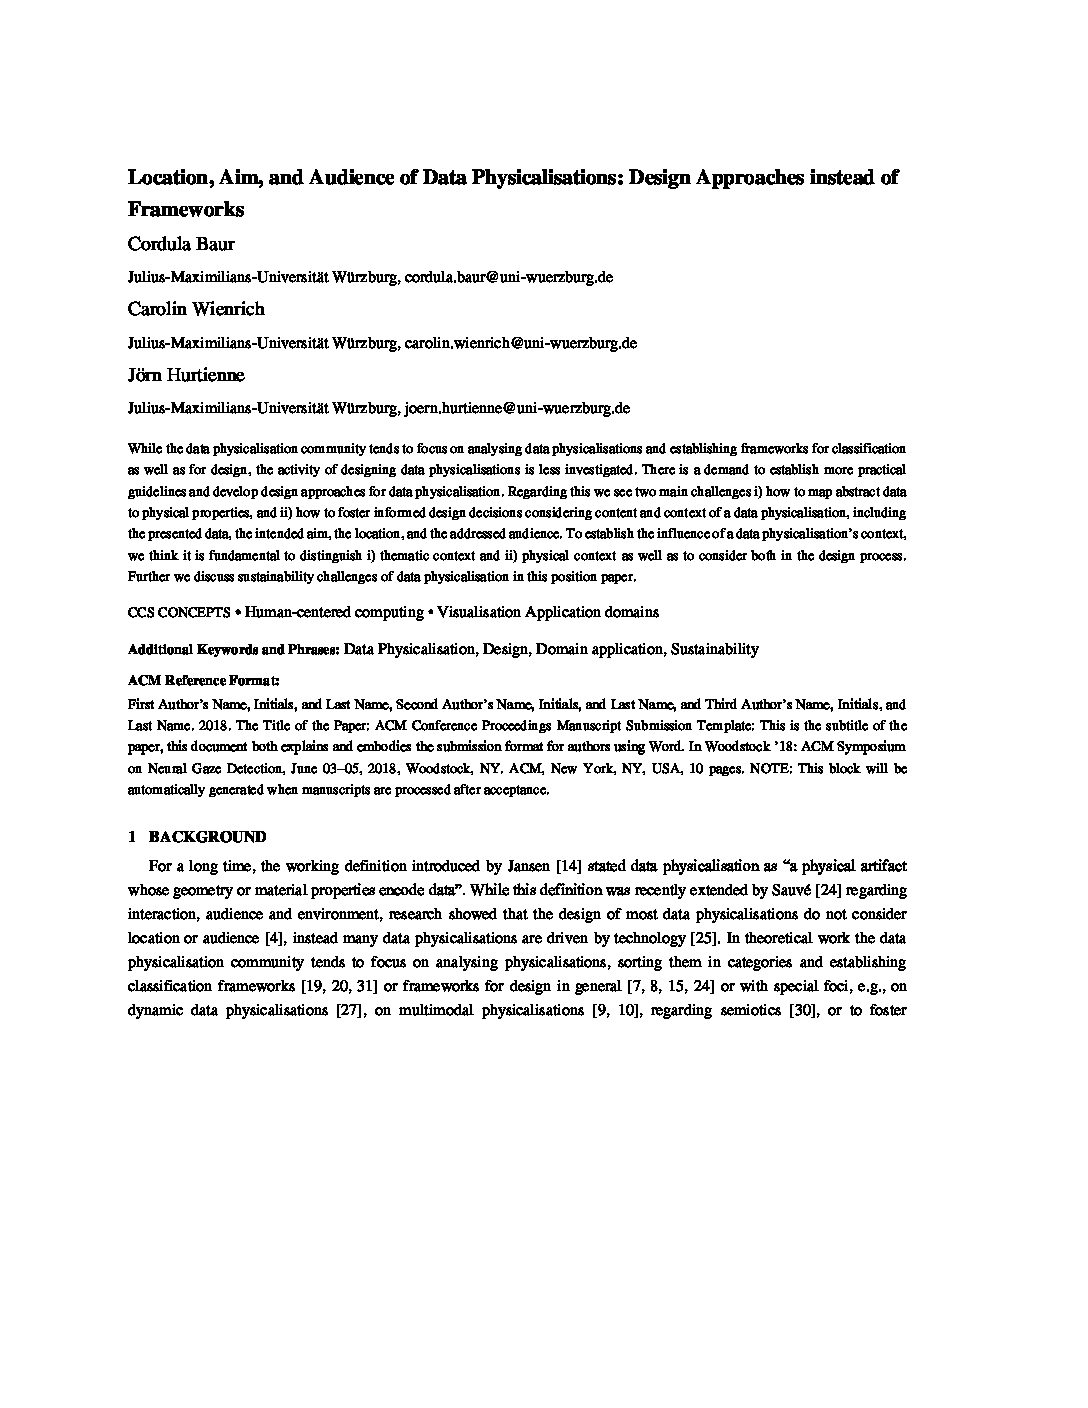 Location, Aim, and Audience of Data Physicalisations: Design Approaches instead of
Frameworks
Cordula Baur
Julius-Maximilians-Universität Würzburg, cordula.baur@uni-wuerzburg.de
Carolin Wienrich
Julius-Maximilians-Universität Würzburg, carolin.wienrich@uni-wuerzburg.de
Jörn Hurtienne
Julius-Maximilians-Universität Würzburg, joern.hurtienne@uni-wuerzburg.de
While the data physicalisation community tends to focus on analysing data physicalisations and establishing frameworks for classification
as well as for design, the activity of designing data physicalisations is less investigated. There is a demand to establish more practical
guidelines and develop design approaches for data physicalisation. Regarding this we see two main challenges i) how to map abstract data
to physical properties, and ii) how to foster informed design decisions considering content and context of a data physicalisation, including
the presented data, the intended aim, the location, and the addressed audience. To establish the influence of a data physicalisation's context,
we think it is fundamental to distinguish i) thematic context and ii) physical context as well as to consider both in the design process.
Further we discuss sustainability challenges of data physicalisation in this position paper.
CCS CONCEPTS • Human-centered computing • Visualisation Application domains
Additional Keywords and Phrases: Data Physicalisation, Design, Domain application, Sustainability
ACM Reference Format:
First Author's Name, Initials, and Last Name, Second Author's Name, Initials, and Last Name, and Third Author's Name, Initials, and
Last Name. 2018. The Title of the Paper: ACM Conference Proceedings Manuscript Submission Template: This is the subtitle of the
paper, this document both explains and embodies the submission format for authors using Word. In Woodstock '18: ACM Symposium
on Neural Gaze Detection, June 03–05, 2018, Woodstock, NY. ACM, New York, NY, USA, 10 pages. NOTE: This block will be
automatically generated when manuscripts are processed after acceptance.
1 BACKGROUND
For a long time, the working definition introduced by Jansen [14] stated data physicalisation as “a physical artifact
whose geometry or material properties encode data”. While this definition was recently extended by Sauvé [24] regarding
interaction, audience and environment, research showed that the design of most data physicalisations do not consider
location or audience [4], instead many data physicalisations are driven by technology [25]. In theoretical work the data
physicalisation community tends to focus on analysing physicalisations, sorting them in categories and establishing
classification frameworks [19, 20, 31] or frameworks for design in general [7, 8, 15, 24] or with special foci, e.g., on
dynamic data physicalisations [27], on multimodal physicalisations [9, 10], regarding semiotics [30], or to foster